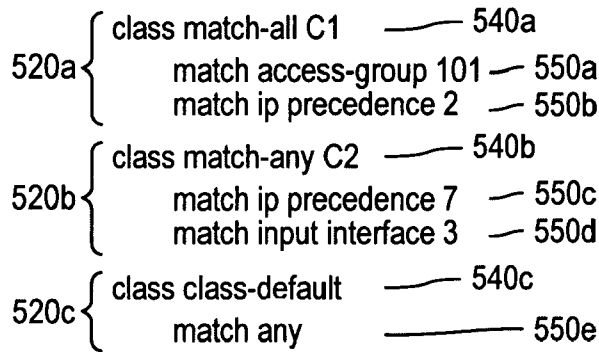 class match-all C1 540a
520a match access-group 101 550a
match ip precedence 2 550b
class match-any C2 540b
520b match ip precedence 7 550c
match input interface 3 550d
class class-default 540c
520c
match any 550e